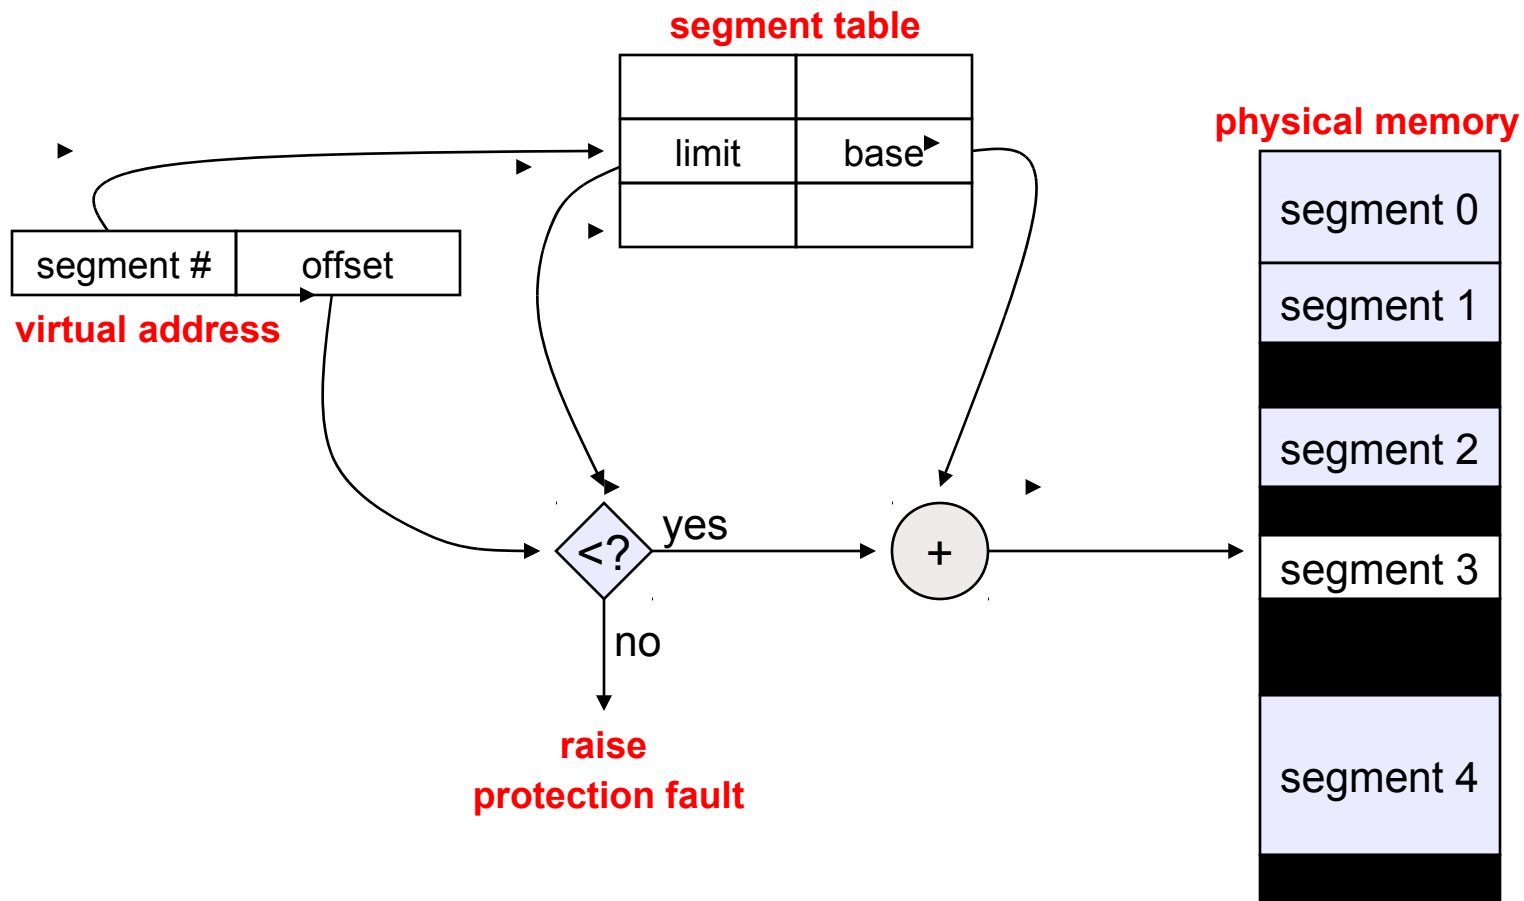 segment table
physical memory
limit base
segment 0
segment # offset
segment 1
virtual address
segment 2
<? yes +
segment 3
no
raise
protection fault
segment 4